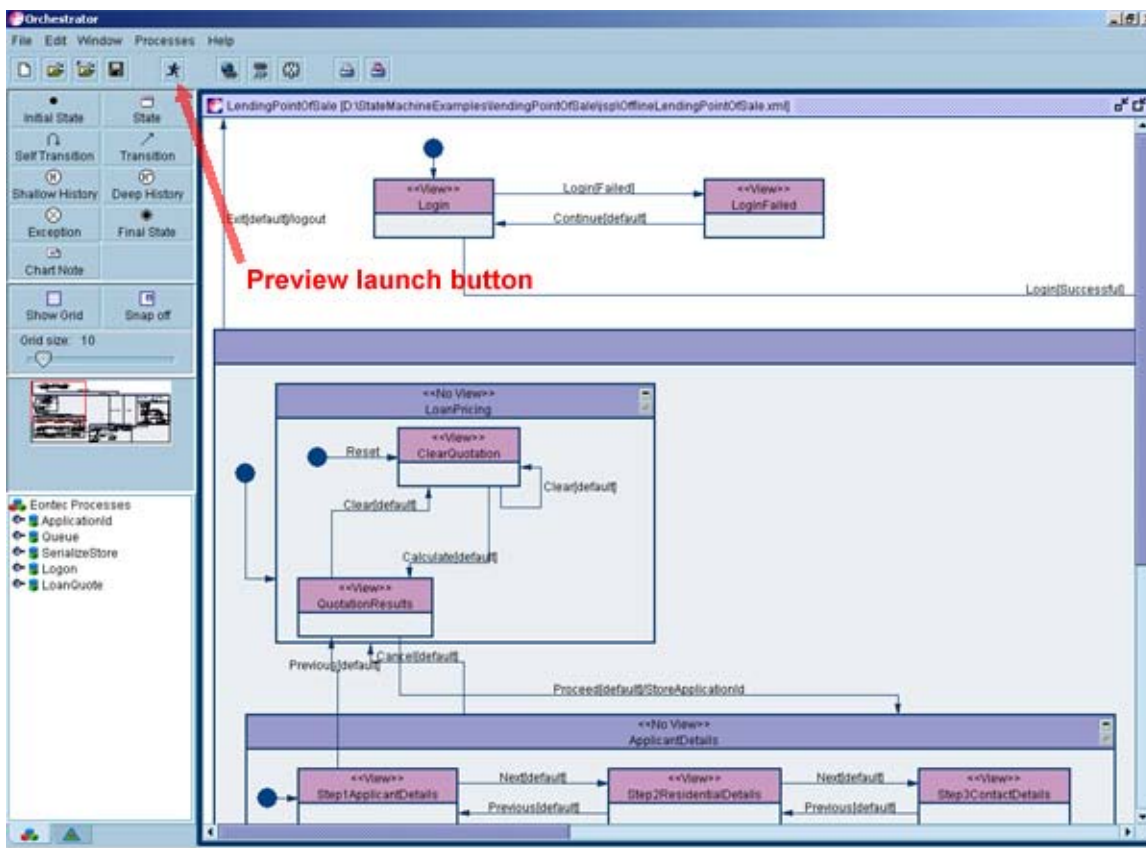 Orchestrator
File Edit Window Processes Help
Initial State State
Self Transition Transition
Shallow History Deep History
Exception Final State
Chart Note
Show Grid Snap off
Grid size: 10
Eontec Processes
ApplicationId
Queue
SerializeStore
Logon
LoanQuote
LendingPointOfSale [D:\StateMachineExamples\lendingPointOfSale\jsp\OfflineLendingPointOfSale.xml]
<<View>>
Login
Login[Failed]
Continue[default]
<<View>>
LoginFailed
Exit[default]/logout
Preview launch button
Login[Successful]
<<No View>>
LoanPricing
Reset
<<View>>
ClearQuotation
Clear[default]
Clear[default]
Calculate[default]
<<View>>
QuotationResults
Previous[default]
Cancel[default]
Proceed[default]/StoreApplicationId
<<No View>>
ApplicantDetails
<<View>>
Step1ApplicantDetails
Next[default]
Previous[default]
<<View>>
Step2ResidentialDetails
Next[default]
Previous[default]
<<View>>
Step3ContactDetails